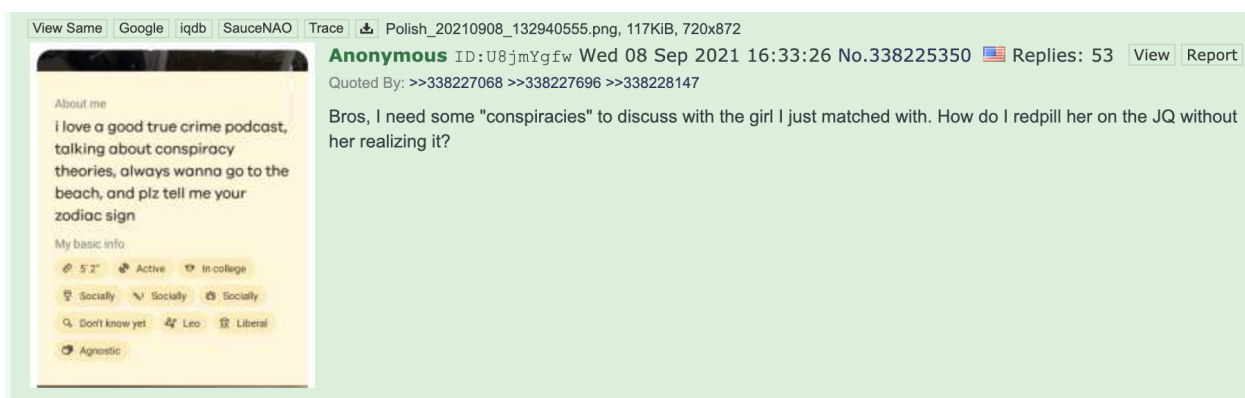 View Same Google iqdb SauceNAO Trace Polish_20210908_132940555.png, 117KiB, 720x872
Anonymous ID:U8jmYgfw Wed 08 Sep 2021 16:33:26 No.338225350 Replies: 53 View Report
Quoted By: >>338227068 >>338227696 >>338228147
Bros, I need some "conspiracies" to discuss with the girl I just matched with. How do I redpill her on the JQ without
her realizing it?
About me
i love a good true crime podcast,
talking about conspiracy
theories, always wanna go to the
beach, and plz tell me your
zodiac sign
My basic info
5'2" Active In college
Socially Socially Socially
Don't know yet Leo Liberal
Agnostic